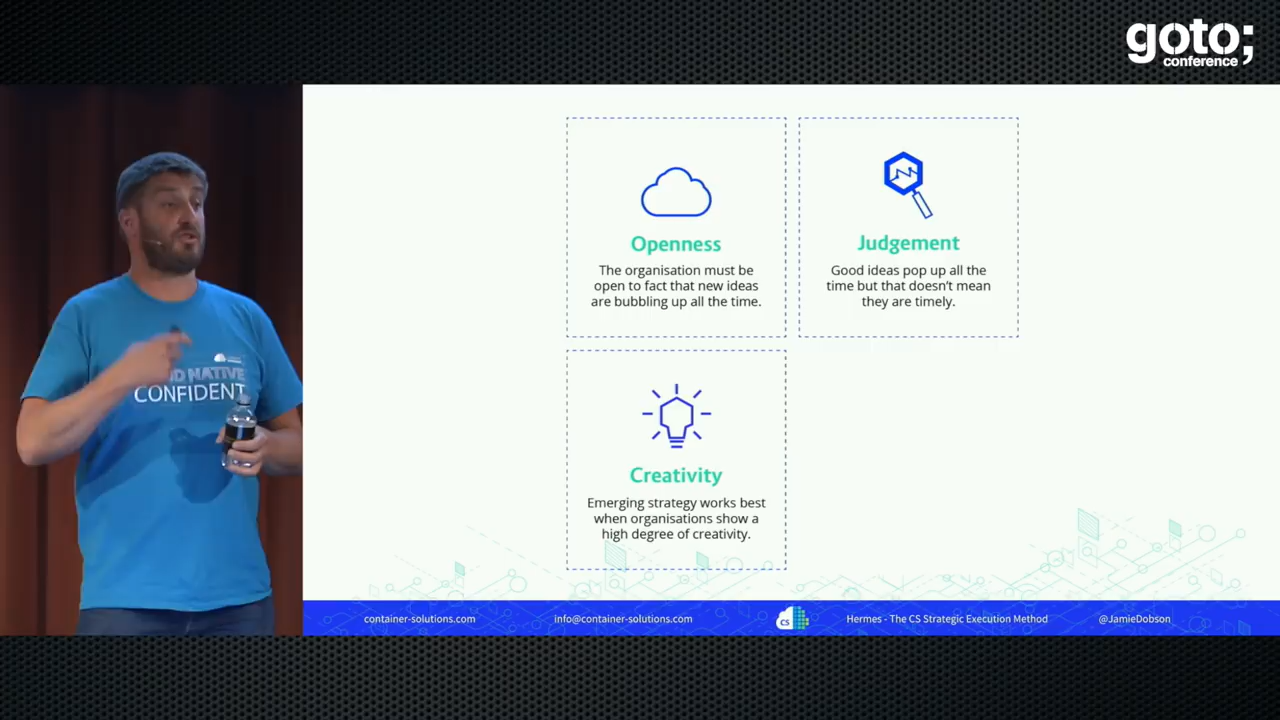 goto;
conference
Openness
The organisation must be
open to fact that new ideas
are bubbling up all the time.
Judgement
Good ideas pop up all the
time but that doesn't mean
they are timely.
NATIVE
CONFIDENT
Creativity
Emerging strategy works best
when organisations show a
high degree of creativity.
container-solutions.com
info@container-solutions.com
CS
Hermes - The CS Strategic Execution Method
@JamieDobson